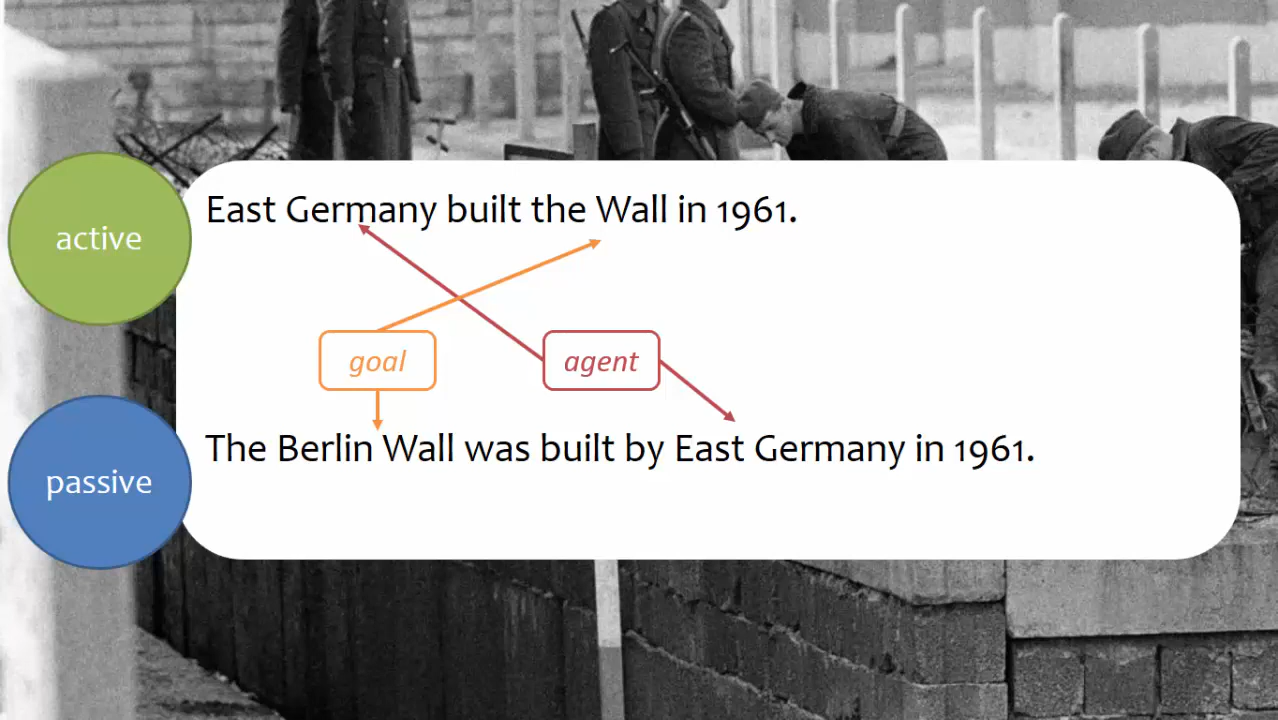 active
East Germany built the Wall in 1961.
goal
agent
passive
The Berlin Wall was built by East Germany in 1961.